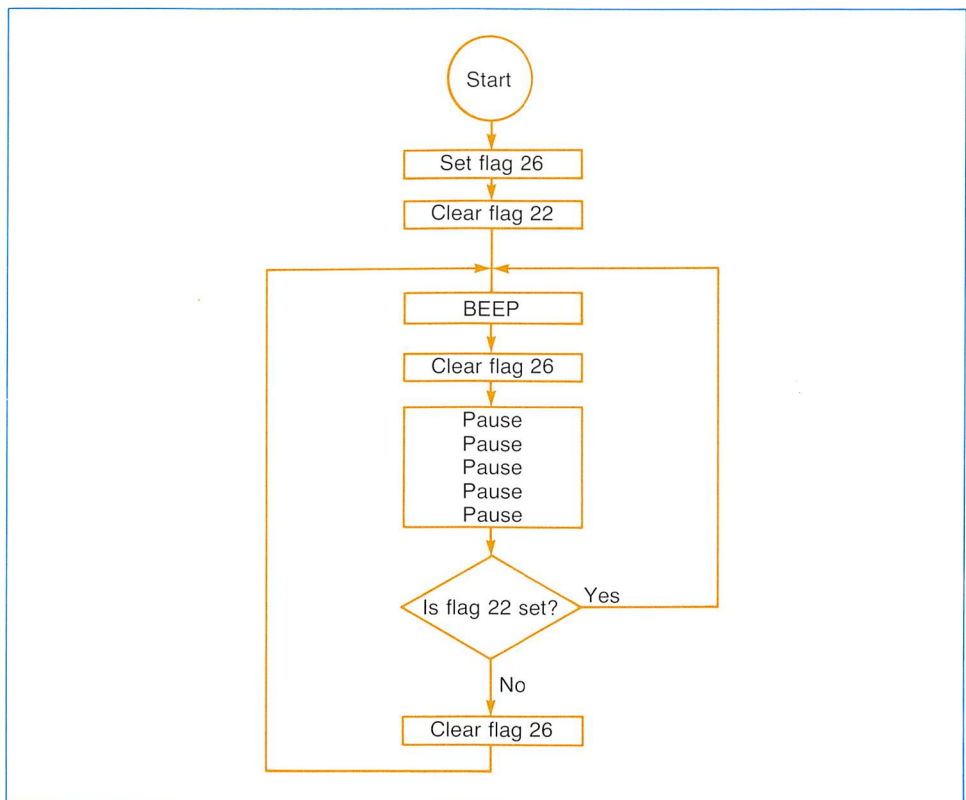 Start
Set flag 26
Clear flag 22
BEEP
Clear flag 26
Pause
Pause
Pause
Pause
Pause
Is flag 22 set?
Yes
No
Clear flag 26